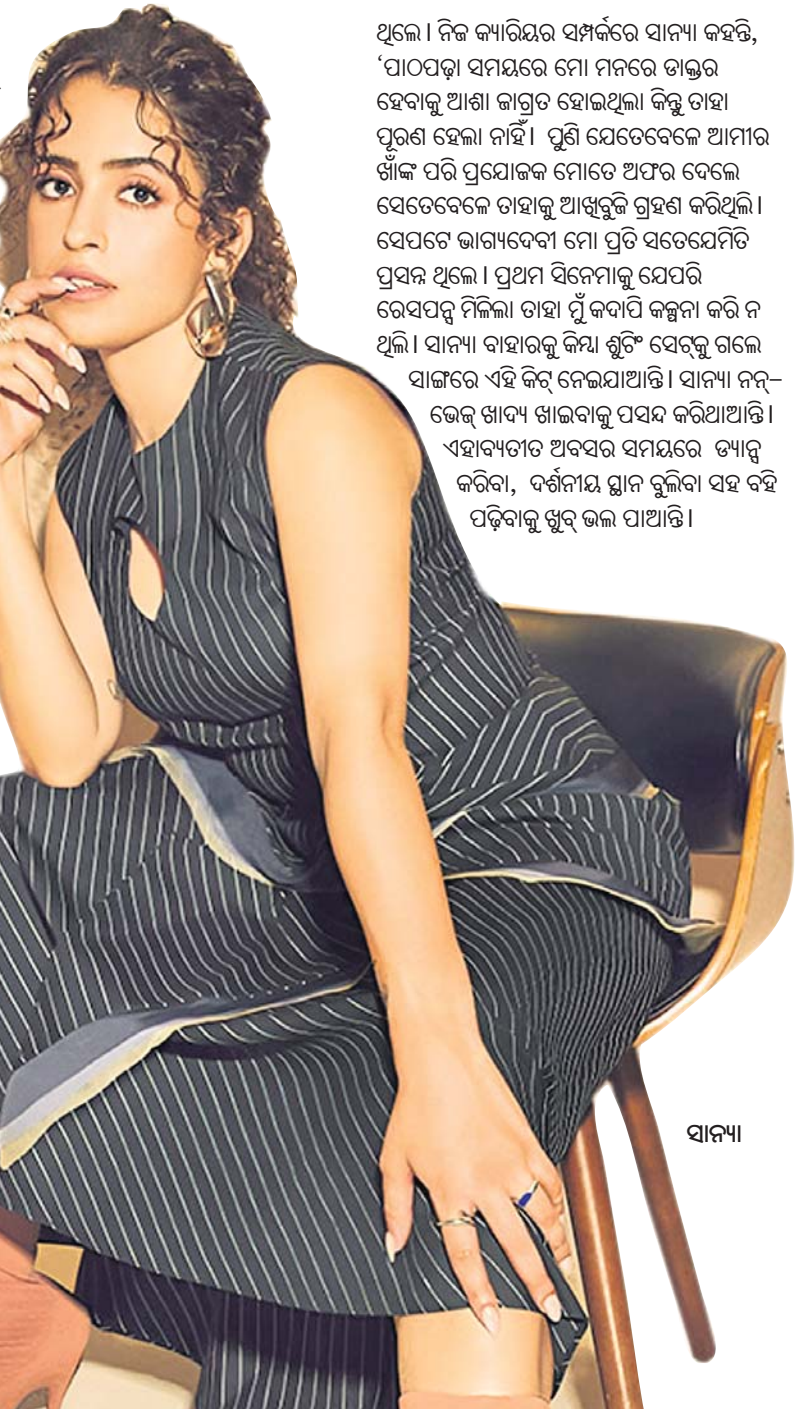 ଥିଲେ। ନିଜ କ୍ୟାରିୟର ସମ୍ପର୍କରେ ସାନ୍ୟା କହନ୍ତି,
‘ପାଠପଢ଼ା ସମୟରେ ମୋ ମନରେ ଡାକ୍ତର
ହେବାକୁ ଆଶା ଜାଗ୍ରତ ହୋଇଥିଲା କିନ୍ତୁ ତାହା
ପୂରଣ ହେଲା ନାହିଁ। ପୁଣି ଯେତେବେଳେ ଆମୀର
ଖାଁଙ୍କ ପରି ପ୍ରଯୋଜକ ମୋତେ ଅଫର ଦେଲେ
ସେତେବେଳେ ତାହାକୁ ଆଖିବୁଜି ଗ୍ରହଣ କରିଥିଲି।
ସେପଟେ ଭାଗ୍ୟଦେବୀ ମୋ ପ୍ରତି ସତେଯେମିତି
ପ୍ରସନ୍ନ ଥିଲେ। ପ୍ରଥମ ସିନେମାକୁ ଯେପରି
ରେସପନ୍ସ ମିଳିଲା ତାହା ମୁଁ କଦାପି କଳ୍ପନା କରି ନ
ଥିଲି। ସାନ୍ୟା ବାହାରକୁ କିମ୍ବା ଶୁଟିଂ ସେଟ୍‌କୁ ଗଲେ
ସାଙ୍ଗରେ ଏହି କିଟ୍ ନେଇଯାଆନ୍ତି। ସାନ୍ୟା ନନ୍–
ଭେଜ୍ ଖାଦ୍ୟ ଖାଇବାକୁ ପସନ୍ଦ କରିଥାଆନ୍ତି।
ଏହାବ୍ୟତୀତ ଅବସର ସମୟରେ ଡ୍ୟାନ୍ସ
କରିବା, ଦର୍ଶନୀୟ ସ୍ଥାନ ବୁଲିବା ସହ ବହି
ପଢ଼ିବାକୁ ଖୁବ୍ ଭଲ ପାଆନ୍ତି।
ସାନ୍ୟା